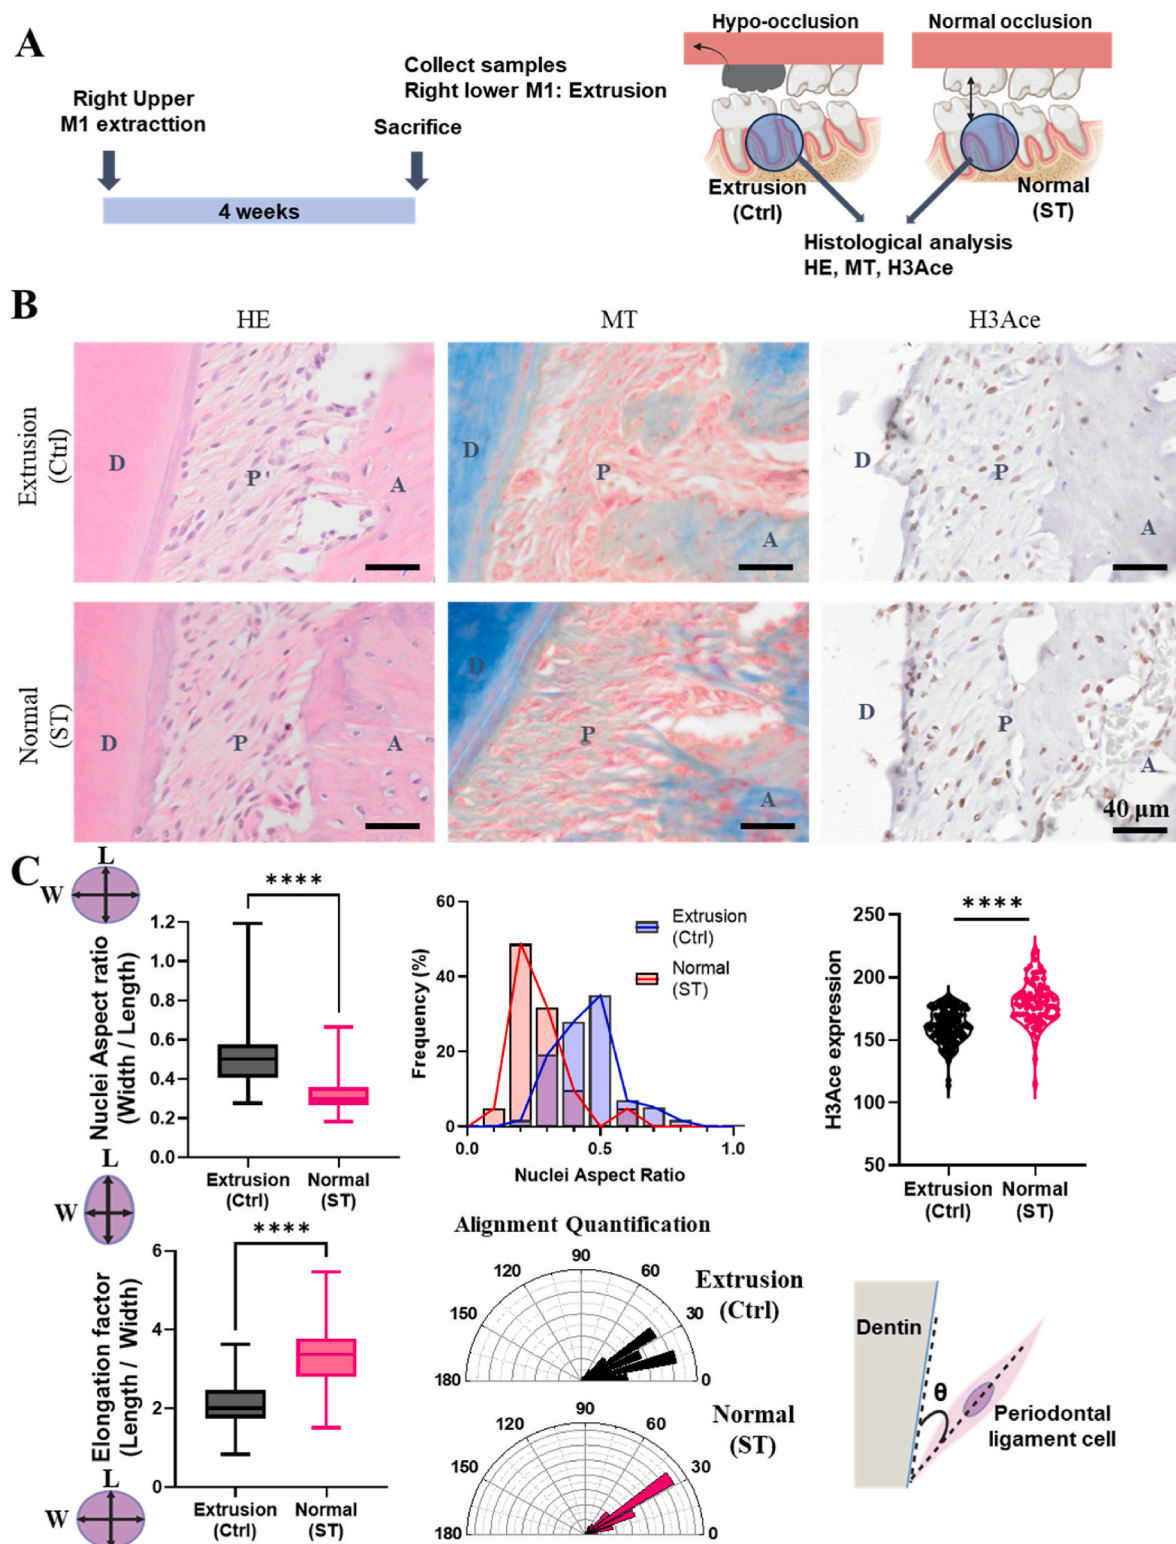 A
Right Upper
M1 extracttion
Collect samples
Right lower M1: Extrusion
Sacrifice
4 weeks
Hypo-occlusion
Normal occlusion
Extrusion
(Ctrl)
Normal
(ST)
Histological analysis
HE, MT, H3Ace
B
HE
MT
H3Ace
Extrusion
(Ctrl)
D
P
A
D
P
A
D
P
A
Normal
(ST)
D
P
A
D
P
A
D
P
A
40 μm
C
L
W
Nuclei Aspect ratio
(Width / Length)
1.2
1.0
0.8
0.6
0.4
0.2
0.0
****
Extrusion
(Ctrl)
Normal
(ST)
L
W
Frequency (%)
60
40
20
0
0.0
0.5
1.0
Nuclei Aspect Ratio
Extrusion
(Ctrl)
Normal
(ST)
H3Ace expression
250
200
150
100
50
****
Extrusion
(Ctrl)
Normal
(ST)
Elongation factor
(Length / Width)
6
4
2
0
****
Extrusion
(Ctrl)
Normal
(ST)
L
W
Alignment Quantification
90
120
60
150
30
180
0
Extrusion
(Ctrl)
90
120
60
150
30
180
0
Normal
(ST)
Dentin
θ
Periodontal
ligament cell